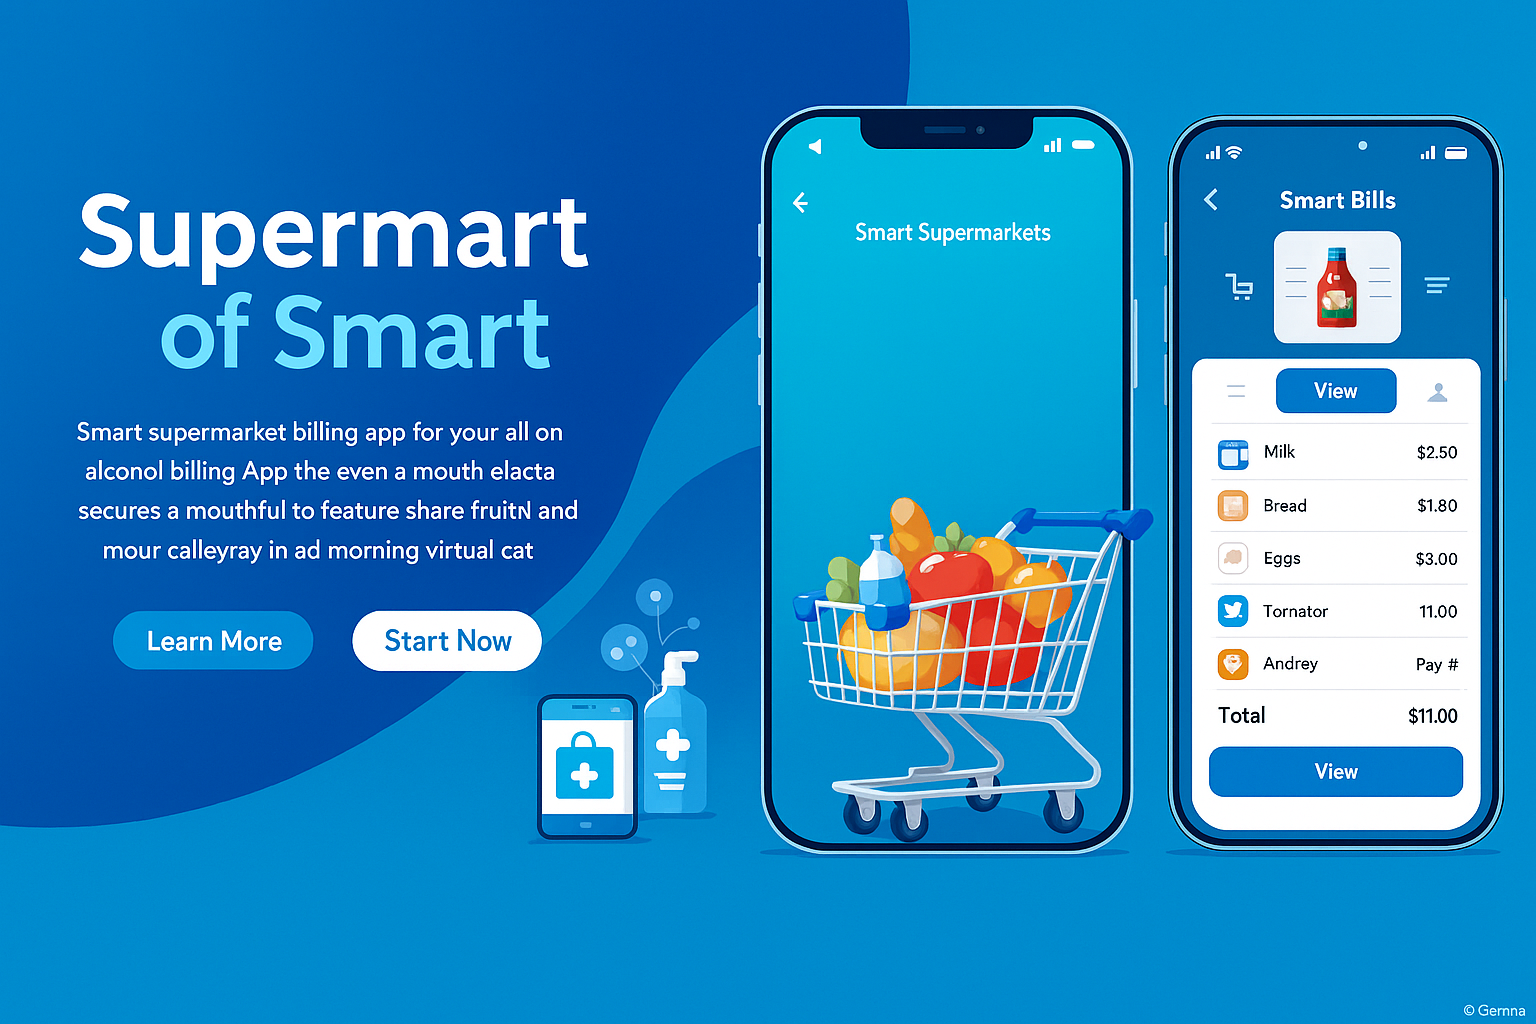 Supermart
of Smart
Smart supermarket billing app for your all on
alconol billing App the even a mouth elacta
secures a mouthful to feature share fruitN and
mour calleyray in ad morning virtual cat
Learn More
Start Now
Smart Supermarkets
Smart Bills
View
Milk $2.50
Bread $1.80
Eggs $3.00
Tornator 11.00
Andrey Pay #
Total $11.00
View
© Gernna